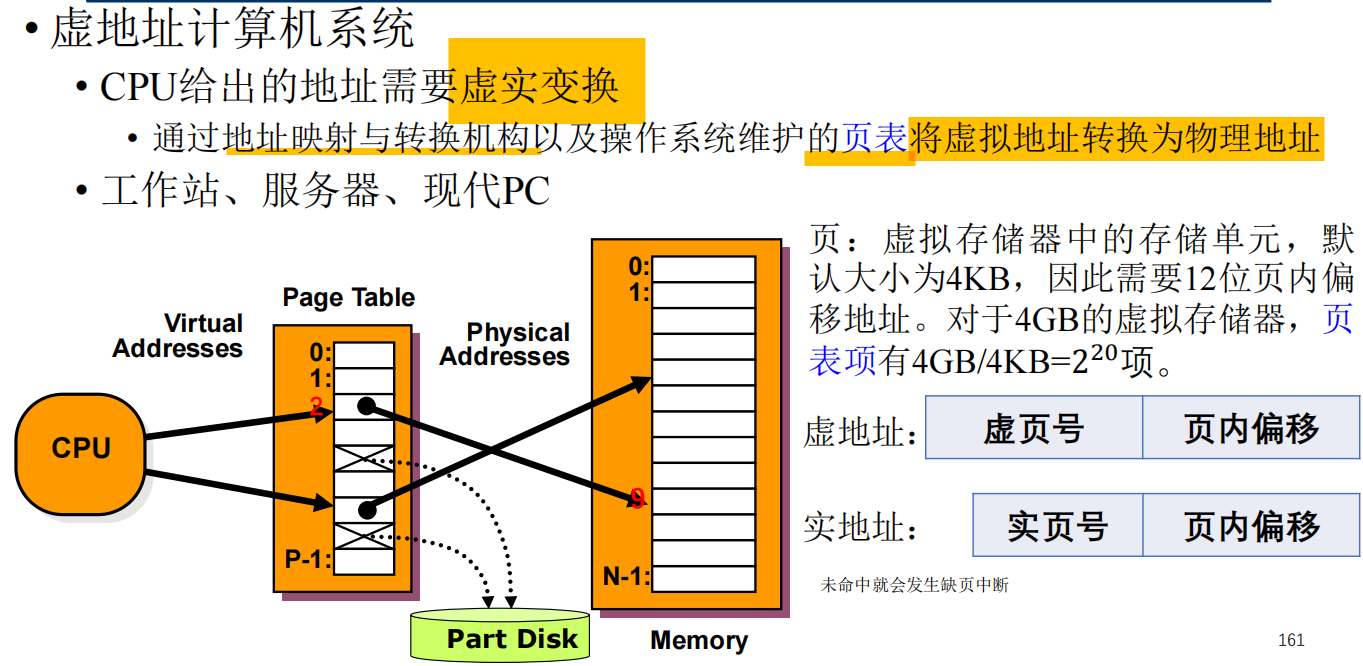 • 虚地址计算机系统
• CPU给出的地址需要虚实变换
• 通过地址映射与转换机构以及操作系统维护的页表将虚拟地址转换为物理地址
• 工作站、服务器、现代PC
页：虚拟存储器中的存储单元，默
认大小为4KB，因此需要12位页内偏
移地址。对于4GB的虚拟存储器，页
表项有4GB/4KB=2²⁰项。
虚地址：
虚页号
页内偏移
实地址：
实页号
页内偏移
未命中就会发生缺页中断
CPU
Virtual
Addresses
Page Table
0:
1:
2
P-1:
Physical
Addresses
0:
1:
9
N-1:
Part Disk
Memory
161